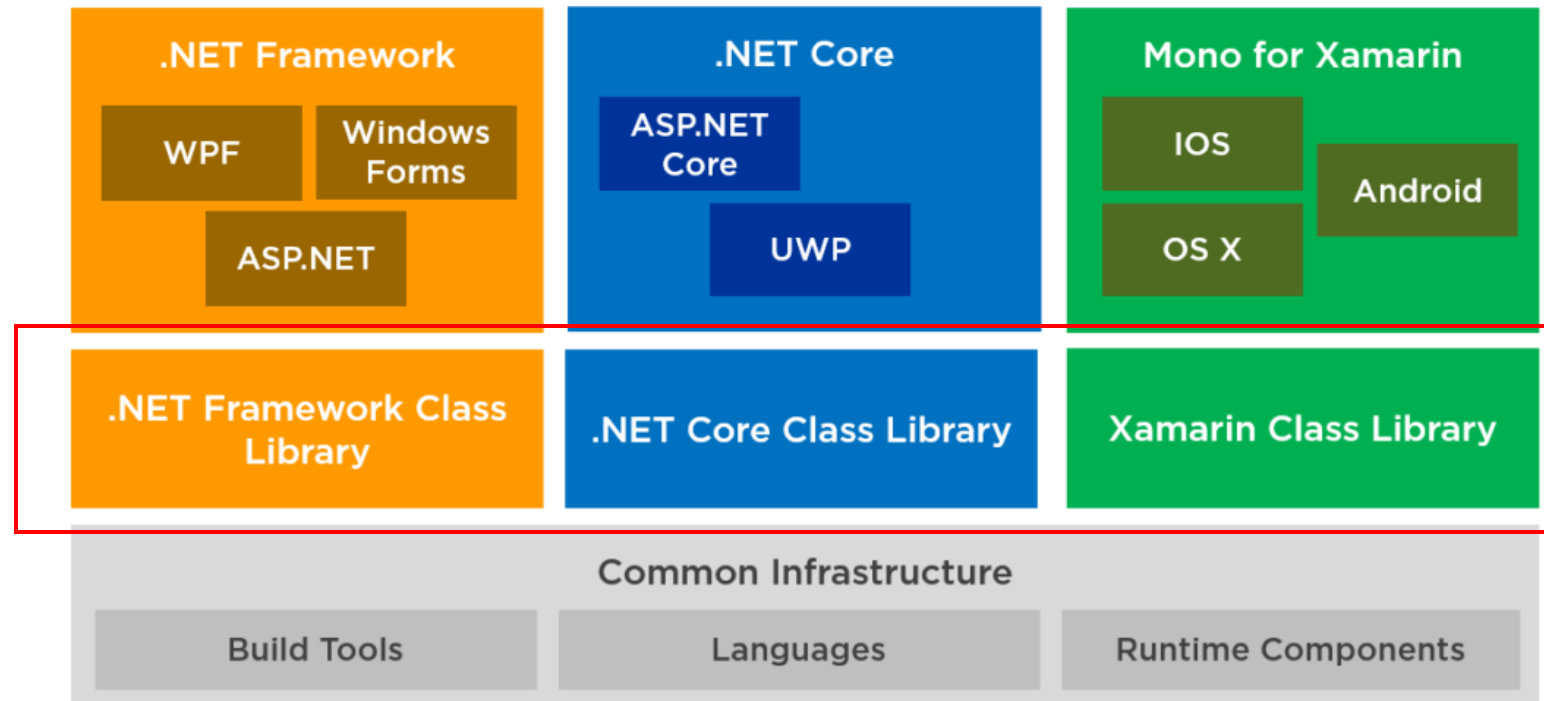 .NET Framework
WPF
Windows
Forms
ASP.NET
.NET Core
ASP.NET
Core
UWP
Mono for Xamarin
IOS
Android
OS X
.NET Framework Class
Library
.NET Core Class Library
Xamarin Class Library
Common Infrastructure
Build Tools
Languages
Runtime Components